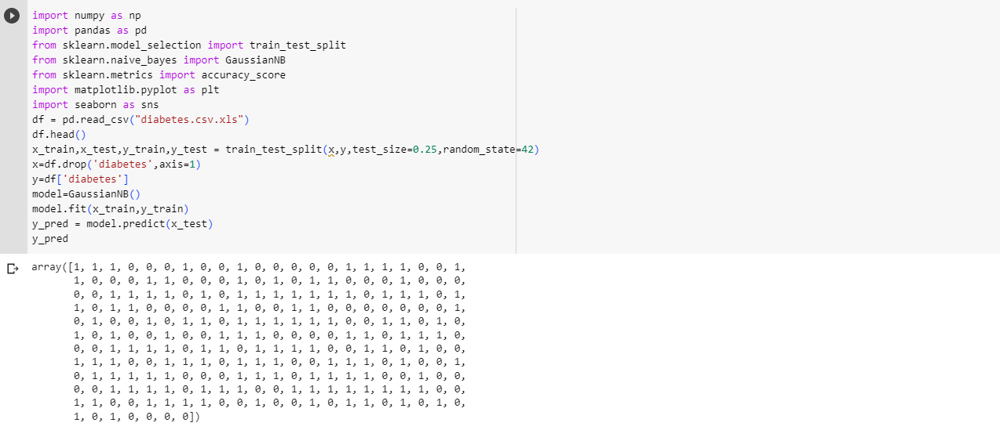 import numpy as np
import pandas as pd
from sklearn.model_selection import train_test_split
from sklearn.naive_bayes import GaussianNB
from sklearn.metrics import accuracy_score
import matplotlib.pyplot as plt
import seaborn as sns
df = pd.read_csv("diabetes.csv.xls")
df.head()
x_train,x_test,y_train,y_test = train_test_split(x,y,test_size=0.25,random_state=42)
x=df.drop('diabetes',axis=1)
y=df['diabetes']
model=GaussianNB()
model.fit(x_train,y_train)
y_pred = model.predict(x_test)
y_pred
array([1, 1, 1, 0, 0, 0, 1, 0, 0, 1, 0, 0, 0, 0, 0, 1, 1, 1, 1, 0, 0, 1,
1, 0, 0, 0, 1, 1, 0, 0, 0, 1, 0, 1, 0, 1, 1, 0, 0, 0, 1, 0, 0, 0,
0, 0, 1, 1, 1, 1, 0, 1, 0, 1, 1, 1, 1, 1, 1, 1, 0, 1, 1, 1, 0, 1,
1, 0, 1, 1, 0, 0, 0, 0, 1, 1, 0, 0, 1, 1, 0, 0, 0, 0, 0, 0, 0, 1,
0, 1, 0, 0, 1, 0, 1, 1, 0, 1, 1, 1, 1, 1, 1, 0, 0, 1, 1, 0, 1, 0,
1, 0, 1, 0, 0, 1, 0, 0, 1, 1, 1, 0, 0, 0, 0, 1, 1, 0, 1, 1, 1, 0,
0, 0, 1, 1, 1, 1, 0, 1, 1, 0, 1, 1, 1, 1, 0, 0, 1, 1, 0, 1, 0, 0,
1, 1, 1, 0, 0, 1, 1, 1, 0, 1, 1, 1, 0, 0, 1, 1, 1, 0, 1, 0, 0, 1,
0, 1, 1, 1, 1, 1, 0, 0, 0, 1, 1, 1, 0, 1, 1, 1, 1, 0, 0, 1, 0, 0,
0, 0, 1, 1, 1, 1, 0, 1, 1, 1, 0, 0, 1, 1, 1, 1, 1, 1, 1, 1, 0, 0,
1, 1, 0, 0, 1, 1, 1, 1, 0, 0, 1, 0, 0, 1, 0, 1, 1, 0, 1, 0, 1, 0,
1, 0, 1, 0, 0, 0, 0])